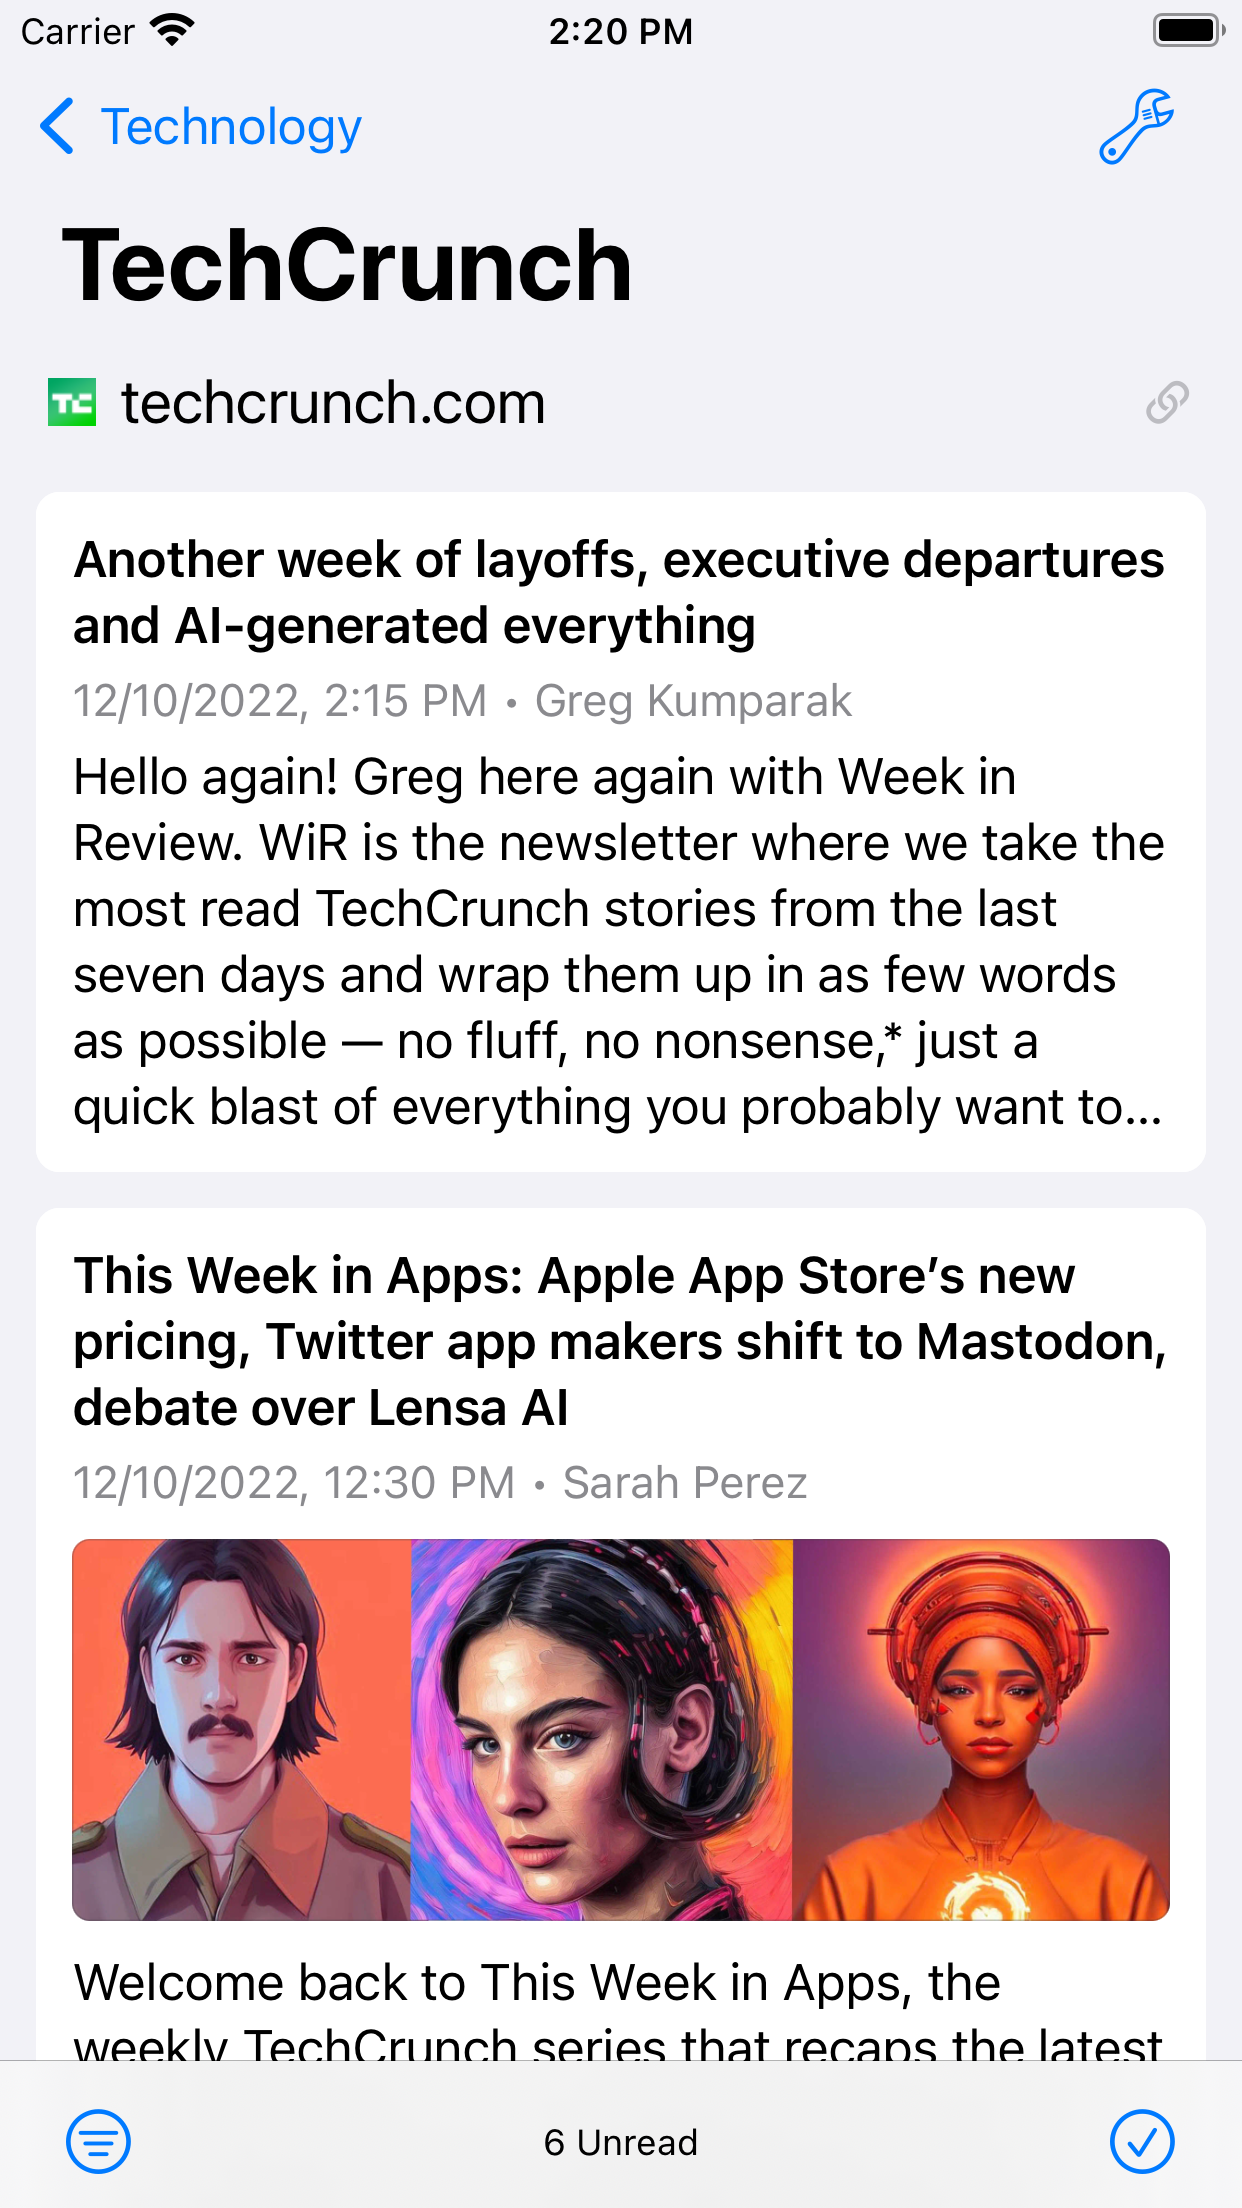 Carrier 2:20 PM
Technology
TechCrunch
TC techcrunch.com
Another week of layoffs, executive departures
and AI-generated everything
12/10/2022, 2:15 PM • Greg Kumparak
Hello again! Greg here again with Week in
Review. WiR is the newsletter where we take the
most read TechCrunch stories from the last
seven days and wrap them up in as few words
as possible — no fluff, no nonsense,* just a
quick blast of everything you probably want to...
This Week in Apps: Apple App Store’s new
pricing, Twitter app makers shift to Mastodon,
debate over Lensa AI
12/10/2022, 12:30 PM • Sarah Perez
Welcome back to This Week in Apps, the
weekly TechCrunch series that recaps the latest
6 Unread